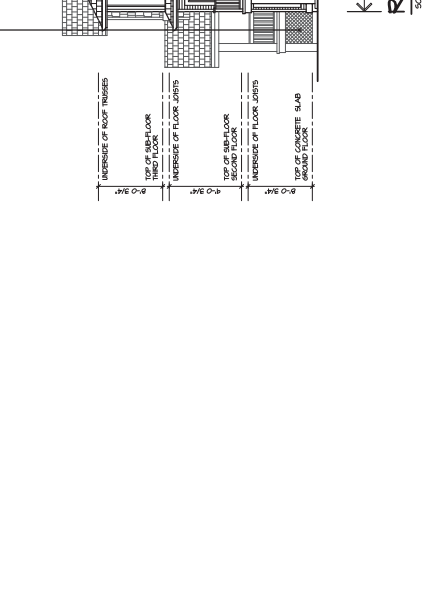 UNDERSIDE OF ROOF TRUSSES
TOP OF SUB-FLOOR
THIRD FLOOR
UNDERSIDE OF FLOOR JOISTS
TOP OF SUB-FLOOR
SECOND FLOOR
UNDERSIDE OF FLOOR JOISTS
TOP OF CONCRETE SLAB
GROUND FLOOR
8'-0 3/4"
9'-0 3/4"
8'-0 3/4"